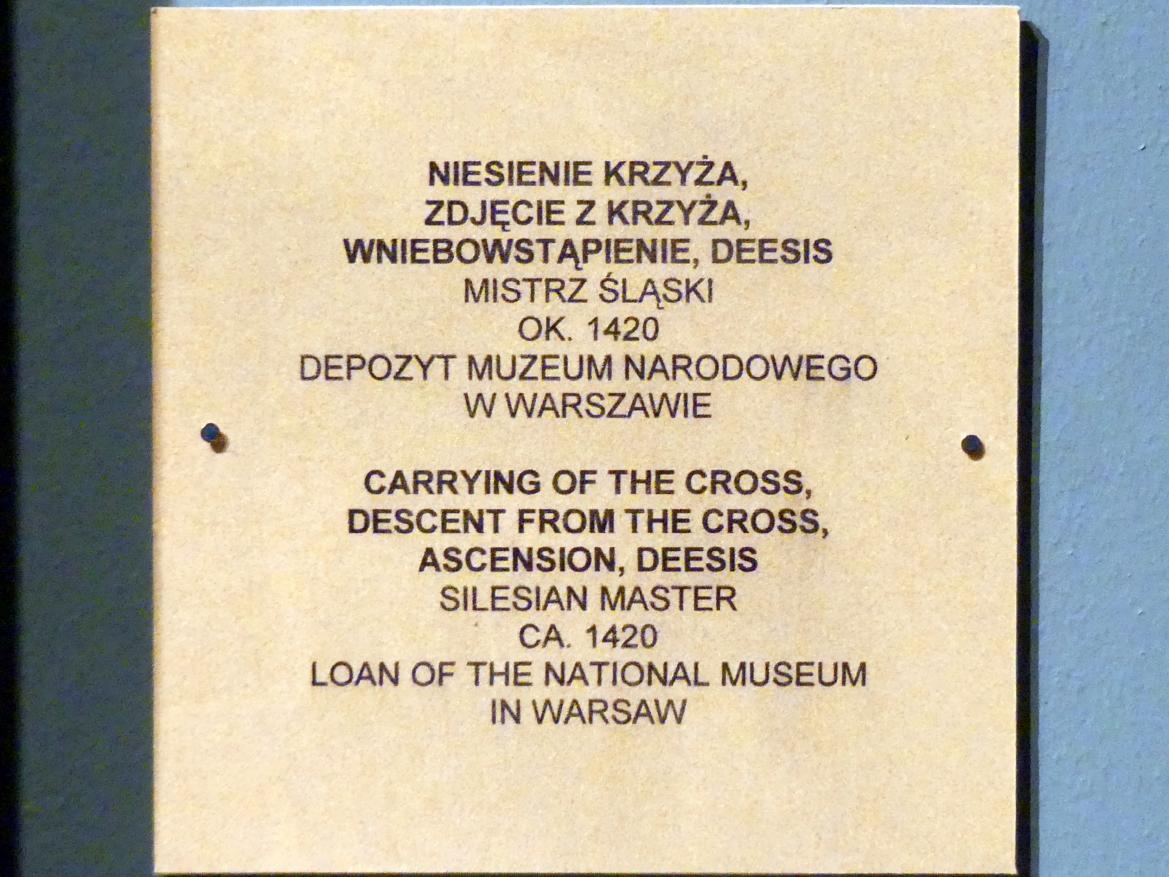 NIESIENIE KRZYŻA,
ZDJĘCIE Z KRZYŻA,
WNIEBOWSTĄPIENIE, DEESIS
MISTRZ ŚLĄSKI
OK. 1420
DEPOZYT MUZEUM NARODOWEGO
W WARSZAWIE
CARRYING OF THE CROSS,
DESCENT FROM THE CROSS,
ASCENSION, DEESIS
SILESIAN MASTER
CA. 1420
LOAN OF THE NATIONAL MUSEUM
IN WARSAW